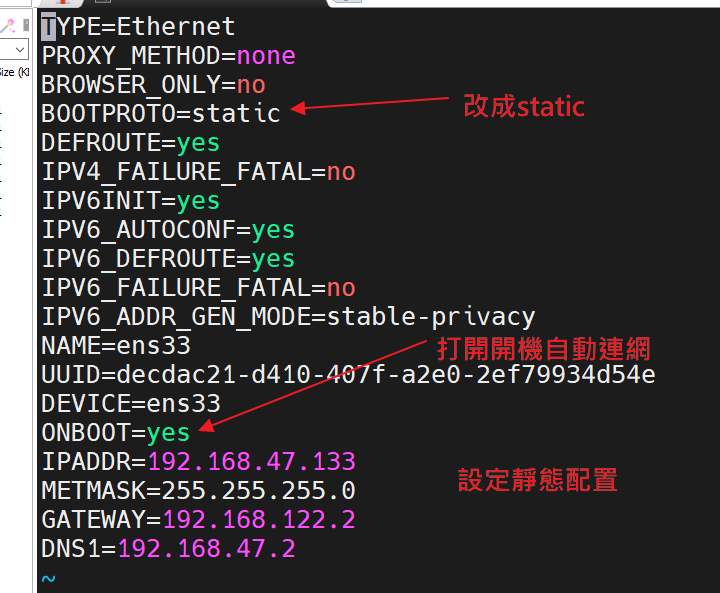 Size (KI
TYPE=Ethernet
PROXY_METHOD=none
BROWSER_ONLY=no
BOOTPROTO=static
改成static
DEFROUTE=yes
IPV4_FAILURE_FATAL=no
IPV6INIT=yes
IPV6_AUTOCONF=yes
IPV6_DEFROUTE=yes
IPV6_FAILURE_FATAL=no
IPV6_ADDR_GEN_MODE=stable-privacy
NAME=ens33
打開開機自動連網
UUID=decdac21-d410-407f-a2e0-2ef79934d54e
DEVICE=ens33
ONBOOT=yes
IPADDR=192.168.47.133
METMASK=255.255.255.0
設定靜態配置
GATEWAY=192.168.122.2
DNS1=192.168.47.2
~